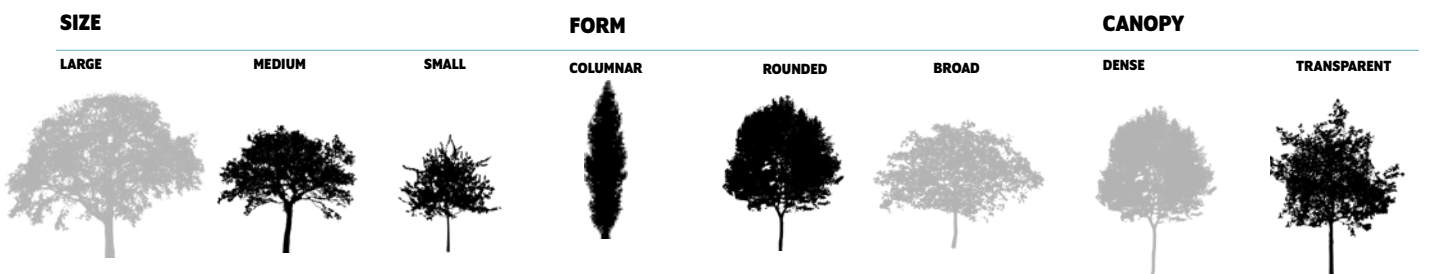 SIZE
FORM
CANOPY
LARGE
MEDIUM
SMALL
COLUMNAR
ROUNDED
BROAD
DENSE
TRANSPARENT